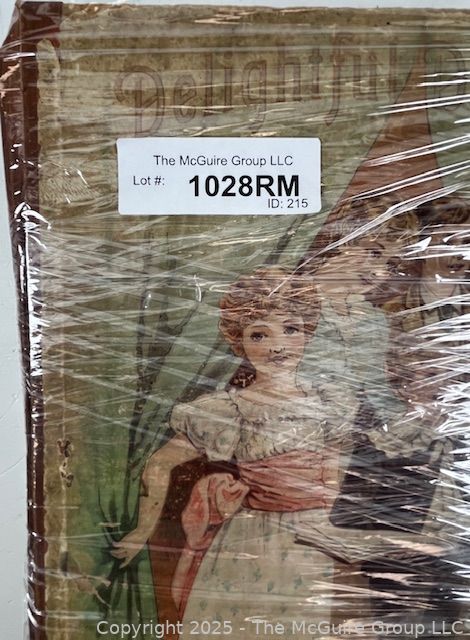 Delightful
The McGuire Group LLC
Lot #: 1028RM
ID: 215
Copyright © 2025 - The McGuire Group LLC